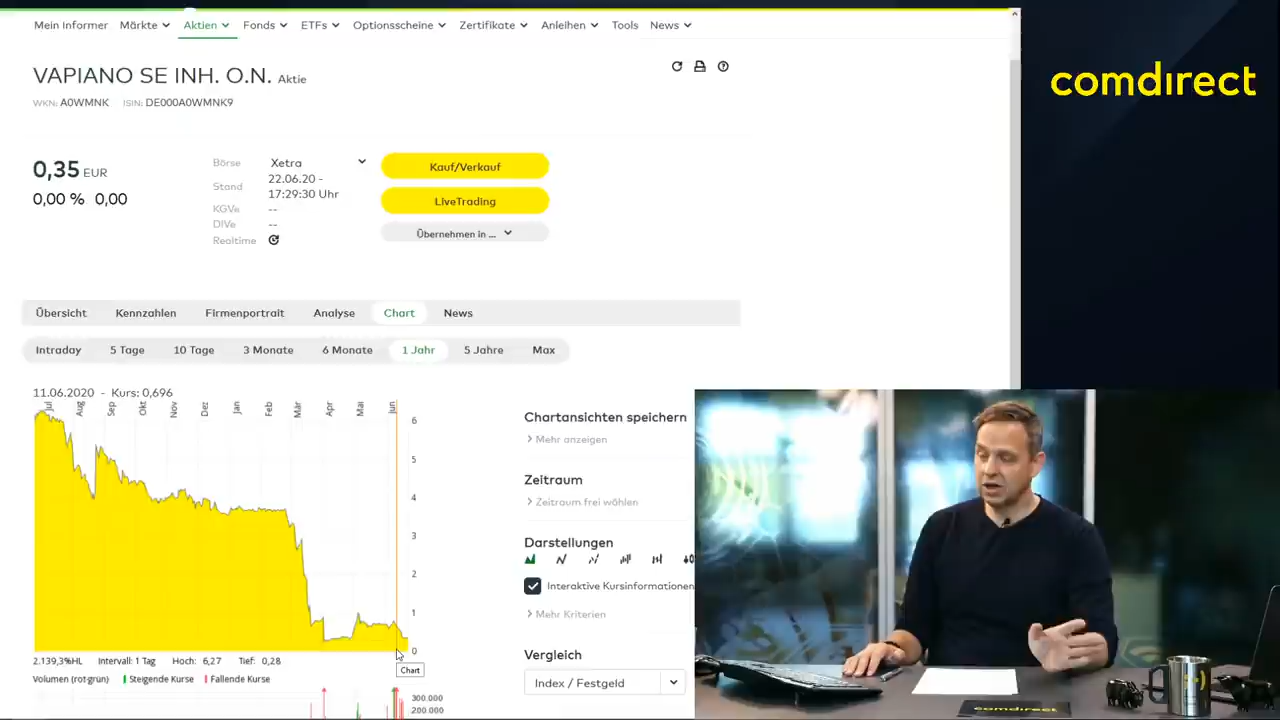 Mein Informer Märkte Aktien Fonds ETFs Optionsscheine Zertifikate Anleihen Tools News
comdirect
VAPIANO SE INH. O.N. Aktie
WKN: A0WMNK ISIN: DE000A0WMNK9
0,35 EUR
0,00 % 0,00
Börse Xetra
Stand 22.06.20 -
17:29:30 Uhr
KGVe --
DIVe --
Realtime
Kauf/Verkauf
LiveTrading
Übernehmen in ...
Übersicht Kennzahlen Firmenportrait Analyse Chart News
Intraday 5 Tage 10 Tage 3 Monate 6 Monate 1 Jahr 5 Jahre Max
11.06.2020 - Kurs: 0,696
Jul Aug Sep Okt Nov Dez Jan Feb Mär Apr Mai Jun
6
5
4
3
2
1
0
2.139,3%HL Intervall: 1 Tag Hoch: 6,27 Tief: 0,28
Chart
Volumen (rot-grün) Steigende Kurse Fallende Kurse
300.000
200.000
Chartansichten speichern
Mehr anzeigen
Zeitraum
Zeitraum frei wählen
Darstellungen
Interaktive Kursinformationen
Mehr Kriterien
Vergleich
Index / Festgeld
comdirect